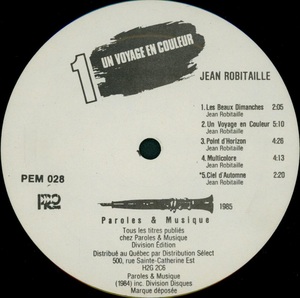 1
UN VOYAGE EN COULEUR
JEAN ROBITAILLE
1. Les Beaux Dimanches 2:05
Jean Robitaille
2. Un Voyage en Couleur 5:10
Jean Robitaille
3. Point d'Horizon 4:26
Jean Robitaille
4. Multicolore 4:13
Jean Robitaille
*5. Ciel d'Automne 2:20
Jean Robitaille
PEM 028
1985
Paroles & Musique
Tous les titres publiés
chez Paroles & Musique
Division Édition
Distribué au Québec par Distribution Select
500, rue Sainte-Catherine Est
H2G 2C6
Paroles & Musique
(1984) inc. Division Disques
Marque déposée